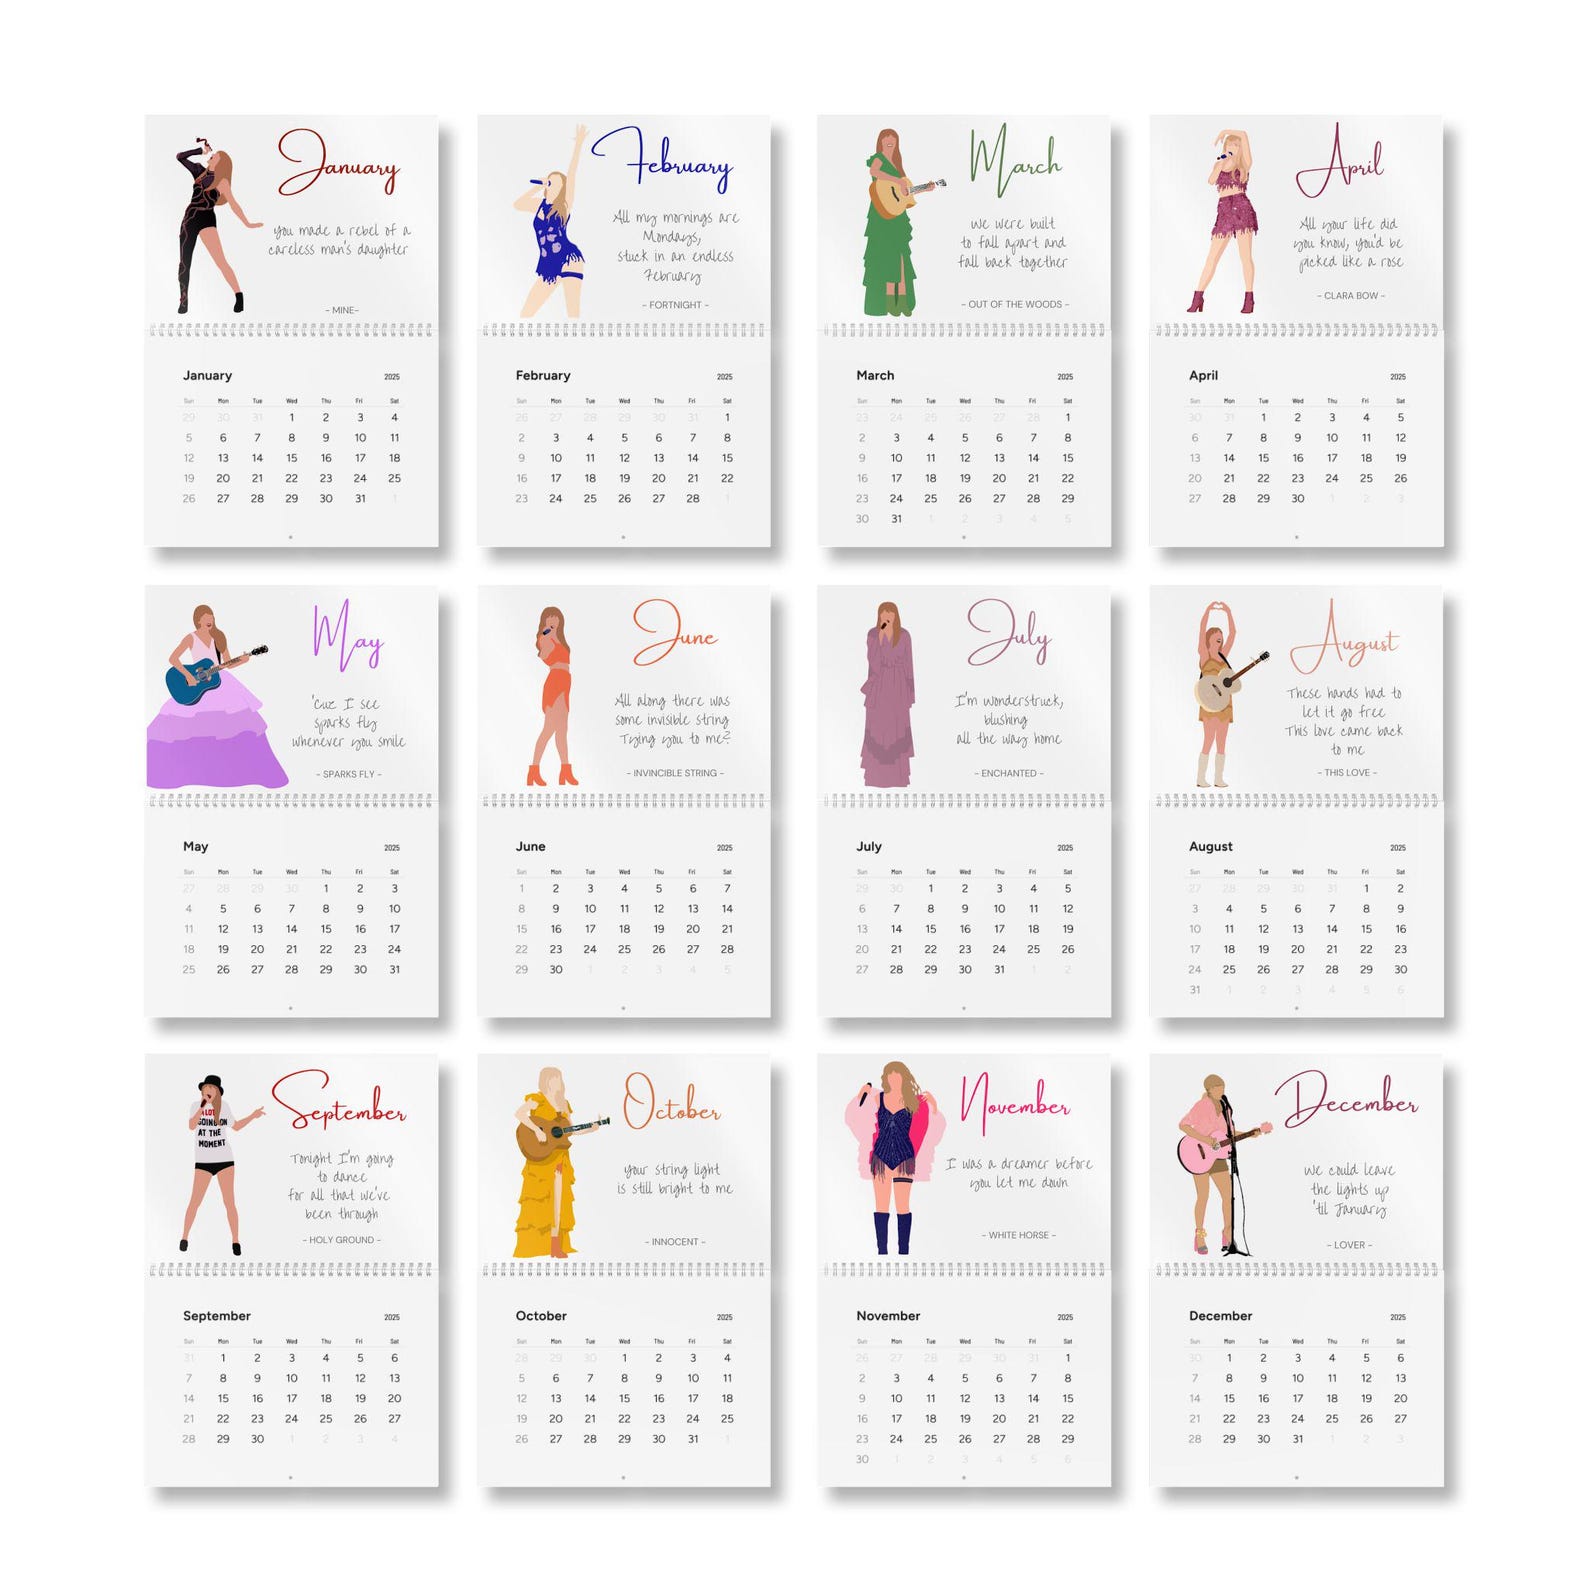 January
you made a rebel of a
careless man's daughter
- MINE-
January 2025
Sun Mon Tue Wed Thu Fri Sat
29 30 31 1 2 3 4
5 6 7 8 9 10 11
12 13 14 15 16 17 18
19 20 21 22 23 24 25
26 27 28 29 30 31 1
February
All my mornings are
Mondays,
stuck in an endless
February
- FORTNIGHT -
February 2025
Sun Mon Tue Wed Thu Fri Sat
26 27 28 29 30 31 1
2 3 4 5 6 7 8
9 10 11 12 13 14 15
16 17 18 19 20 21 22
23 24 25 26 27 28 1
March
we were built
to fall apart and
fall back together
- OUT OF THE WOODS -
March 2025
Sun Mon Tue Wed Thu Fri Sat
23 24 25 26 27 28 1
2 3 4 5 6 7 8
9 10 11 12 13 14 15
16 17 18 19 20 21 22
23 24 25 26 27 28 29
30 31 1 2 3 4 5
April
All your life did
you know, you'd be
picked like a rose
- CLARA BOW -
April 2025
Sun Mon Tue Wed Thu Fri Sat
30 31 1 2 3 4 5
6 7 8 9 10 11 12
13 14 15 16 17 18 19
20 21 22 23 24 25 26
27 28 29 30 1 2 3
May
'Cuz I see
sparks fly
whenever you smile
- SPARKS FLY -
May 2025
Sun Mon Tue Wed Thu Fri Sat
27 28 29 30 1 2 3
4 5 6 7 8 9 10
11 12 13 14 15 16 17
18 19 20 21 22 23 24
25 26 27 28 29 30 31
June
All along there was
some invisible string
Tying you to me?
- INVINCIBLE STRING -
June 2025
Sun Mon Tue Wed Thu Fri Sat
1 2 3 4 5 6 7
8 9 10 11 12 13 14
15 16 17 18 19 20 21
22 23 24 25 26 27 28
29 30 1 2 3 4 5
July
I'm wonderstruck,
blushing
all the way home
- ENCHANTED -
July 2025
Sun Mon Tue Wed Thu Fri Sat
29 30 1 2 3 4 5
6 7 8 9 10 11 12
13 14 15 16 17 18 19
20 21 22 23 24 25 26
27 28 29 30 31 1 2
August
These hands had to
let it go free
This love came back
to me
- THIS LOVE -
August 2025
Sun Mon Tue Wed Thu Fri Sat
27 28 29 30 31 1 2
3 4 5 6 7 8 9
10 11 12 13 14 15 16
17 18 19 20 21 22 23
24 25 26 27 28 29 30
31 1 2 3 4 5 6
September
A LOT
GOING ON
AT THE
MOMENT
Tonight I'm going
to dance
for all that we've
been through
- HOLY GROUND -
September 2025
Sun Mon Tue Wed Thu Fri Sat
31 1 2 3 4 5 6
7 8 9 10 11 12 13
14 15 16 17 18 19 20
21 22 23 24 25 26 27
28 29 30 1 2 3 4
October
your string light
is still bright to me
- INNOCENT -
October 2025
Sun Mon Tue Wed Thu Fri Sat
28 29 30 1 2 3 4
5 6 7 8 9 10 11
12 13 14 15 16 17 18
19 20 21 22 23 24 25
26 27 28 29 30 31 1
November
I was a dreamer before
you let me down
- WHITE HORSE -
November 2025
Sun Mon Tue Wed Thu Fri Sat
26 27 28 29 30 31 1
2 3 4 5 6 7 8
9 10 11 12 13 14 15
16 17 18 19 20 21 22
23 24 25 26 27 28 29
30 1 2 3 4 5 6
December
we could leave
the lights up
'til January
- LOVER -
December 2025
Sun Mon Tue Wed Thu Fri Sat
30 1 2 3 4 5 6
7 8 9 10 11 12 13
14 15 16 17 18 19 20
21 22 23 24 25 26 27
28 29 30 31 1 2 3